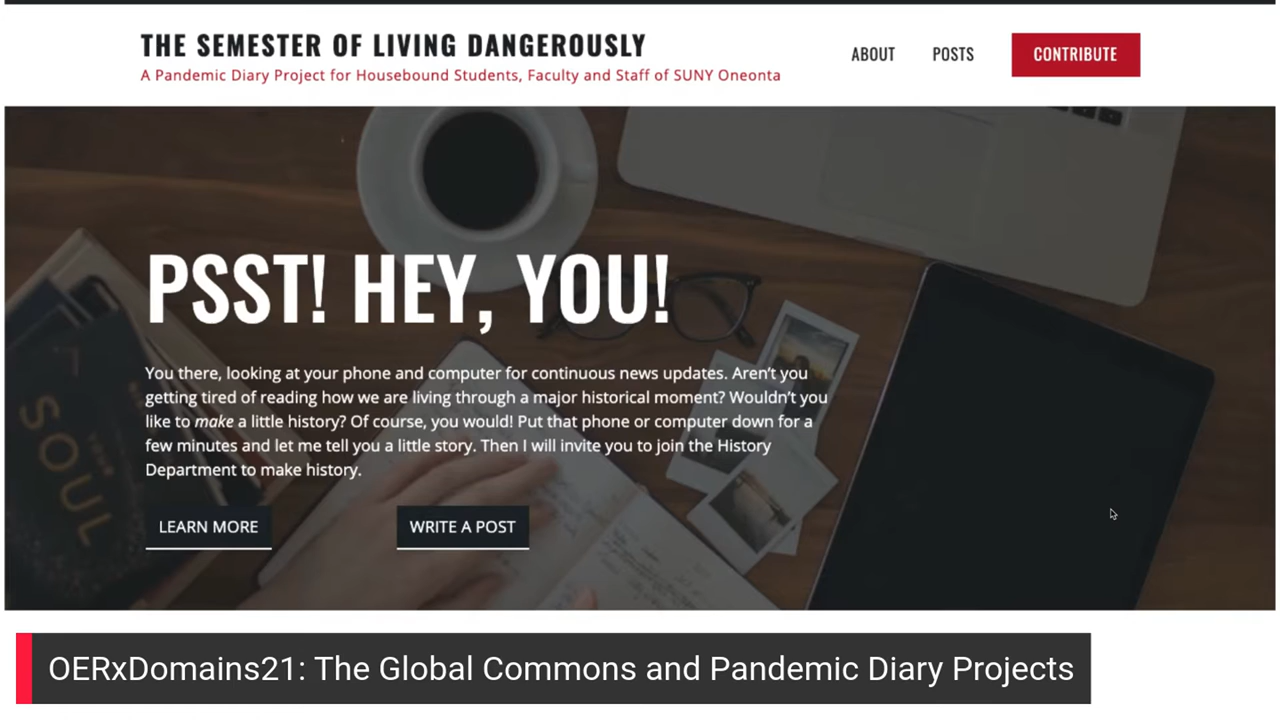 THE SEMESTER OF LIVING DANGEROUSLY
A Pandemic Diary Project for Housebound Students, Faculty and Staff of SUNY Oneonta
ABOUT POSTS CONTRIBUTE
PSST! HEY, YOU!
You there, looking at your phone and computer for continuous news updates. Aren't you
getting tired of reading how we are living through a major historical moment? Wouldn't you
like to make a little history? Of course, you would! Put that phone or computer down for a
few minutes and let me tell you a little story. Then I will invite you to join the History
Department to make history.
LEARN MORE WRITE A POST
SOUL
OERxDomains21: The Global Commons and Pandemic Diary Projects